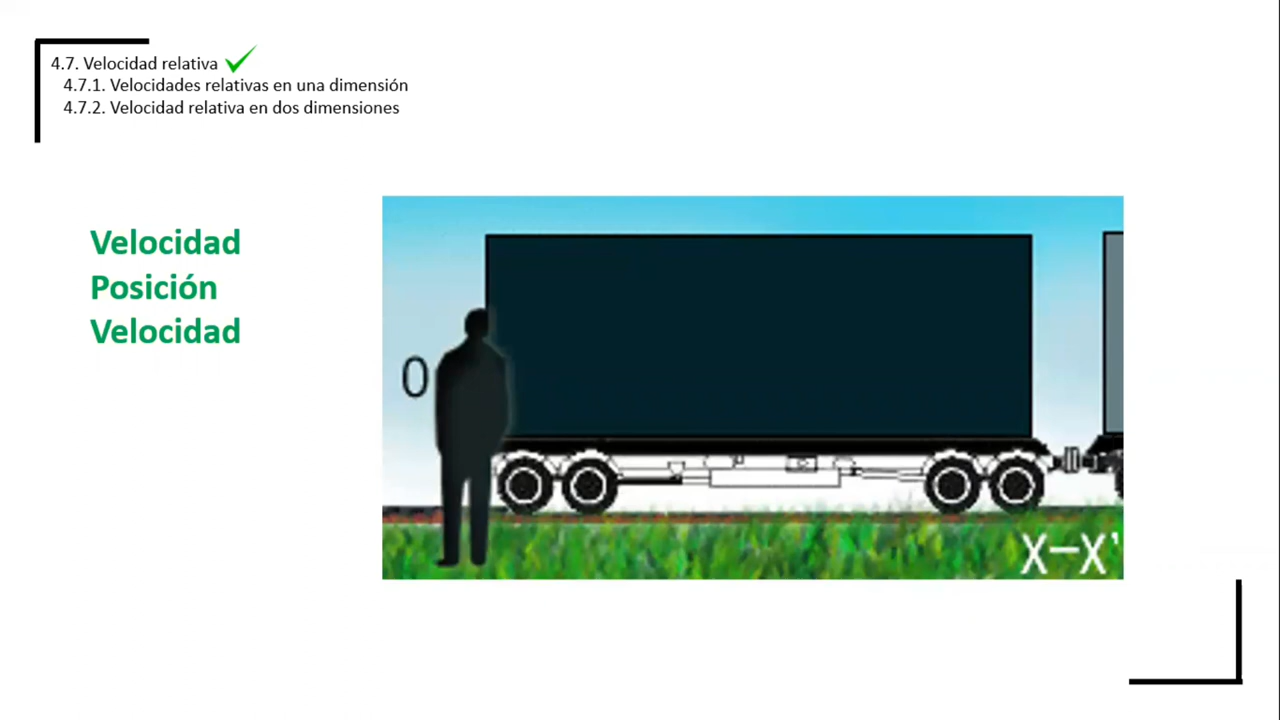 4.7. Velocidad relativa
4.7.1. Velocidades relativas en una dimensión
4.7.2. Velocidad relativa en dos dimensiones
Velocidad
Posición
Velocidad
O
X-X'